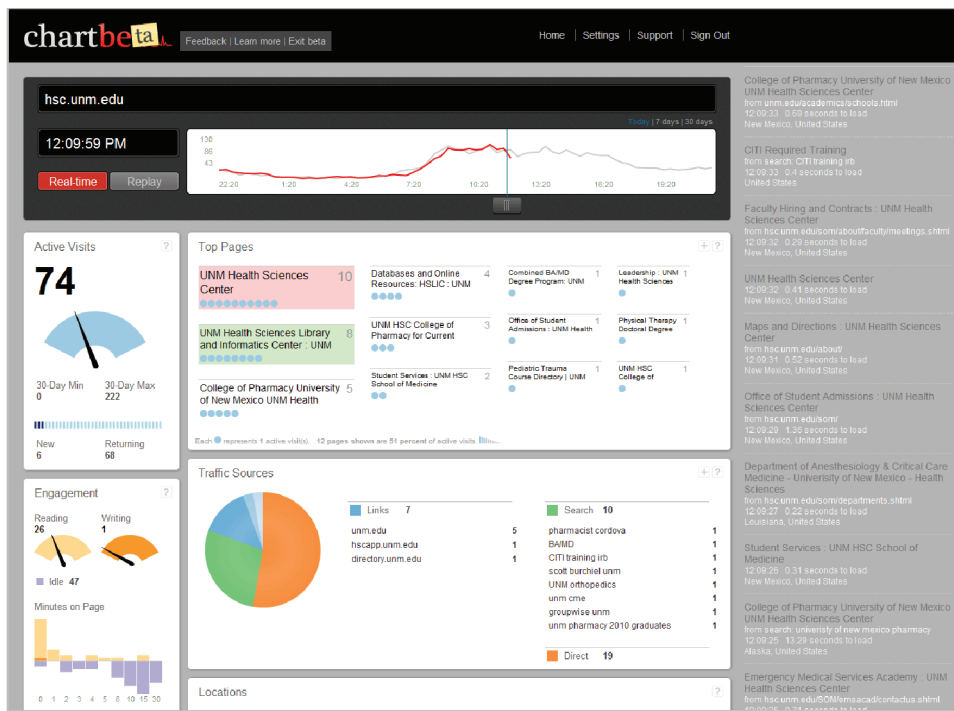 chartbeta
Feedback | Learn more | Exit beta
Home | Settings | Support | Sign Out
hsc.unm.edu
Today | 7 days | 30 days
12:09:59 PM
Real-time
Replay
22:20 1:20 4:20 7:20 10:20 13:20 16:20 19:20
Active Visits ?
74
30-Day Min 30-Day Max
0 222
New Returning
6 68
Engagement ?
Reading Writing
26 1
Idle 47
Minutes on Page
0 1 2 3 4 5 6 10 15 30
Top Pages + ?
UNM Health Sciences 10
Center
UNM Health Sciences Library 8
and Informatics Center : UNM
College of Pharmacy University 5
of New Mexico UNM Health
Databases and Online 4
Resources: HSLIC : UNM
UNM HSC College of 3
Pharmacy for Current
Student Services : UNM HSC 2
School of Medicine
Combined BA/MD 1
Degree Program: UNM
Office of Student 1
Admissions : UNM Health
Pediatric Trauma 1
Course Directory | UNM
Leadership : UNM 1
Health Sciences
Physical Therapy 1
Doctoral Degree
UNM HSC 1
College of
Each represents 1 active visit(s). 12 pages shown are 51 percent of active visits
Traffic Sources + ?
Links 7
unm.edu 5
hscapp.unm.edu 1
directory.unm.edu 1
Search 10
pharmacist cordova 1
BA/MD 1
CITI training irb 1
scott burchiel unm 1
UNM orthopedics 1
unm cme 1
groupwise unm 1
unm pharmacy 2010 graduates 1
Direct 19
Locations ?
College of Pharmacy University of New Mexico
UNM Health Sciences Center
from unm.edu/academics/schools.html
12:09:33 0.69 seconds to load
New Mexico, United States
CITI Required Training
from search: CITI training irb
12:09:33 0.4 seconds to load
United States
Faculty Hiring and Contracts : UNM Health
Sciences Center
from hsc.unm.edu/som/aboutfaculty/meetings.shtml
12:09:32 0.29 seconds to load
New Mexico, United States
UNM Health Sciences Center
12:09:32 0.41 seconds to load
New Mexico, United States
Maps and Directions : UNM Health Sciences
Center
from hsc.unm.edu/about/
12:09:31 0.52 seconds to load
New Mexico, United States
Office of Student Admissions : UNM Health
Sciences Center
from hsc.unm.edu/som/
12:09:29 1.36 seconds to load
New Mexico, United States
Department of Anesthesiology & Critical Care
Medicine - Univerisity of New Mexico - Health
Sciences
from hsc.unm.edu/som/departments.shtml
12:09:27 0.22 seconds to load
Louisiana, United States
Student Services : UNM HSC School of
Medicine
12:09:26 0.31 seconds to load
New Mexico, United States
College of Pharmacy University of New Mexico
UNM Health Sciences Center
from search: univerisity of new mexico pharmacy
12:09:25 13.29 seconds to load
Alaska, United States
Emergency Medical Services Academy : UNM
Health Sciences Center
from hsc.unm.edu/SOM/emsacad/contactus.shtml